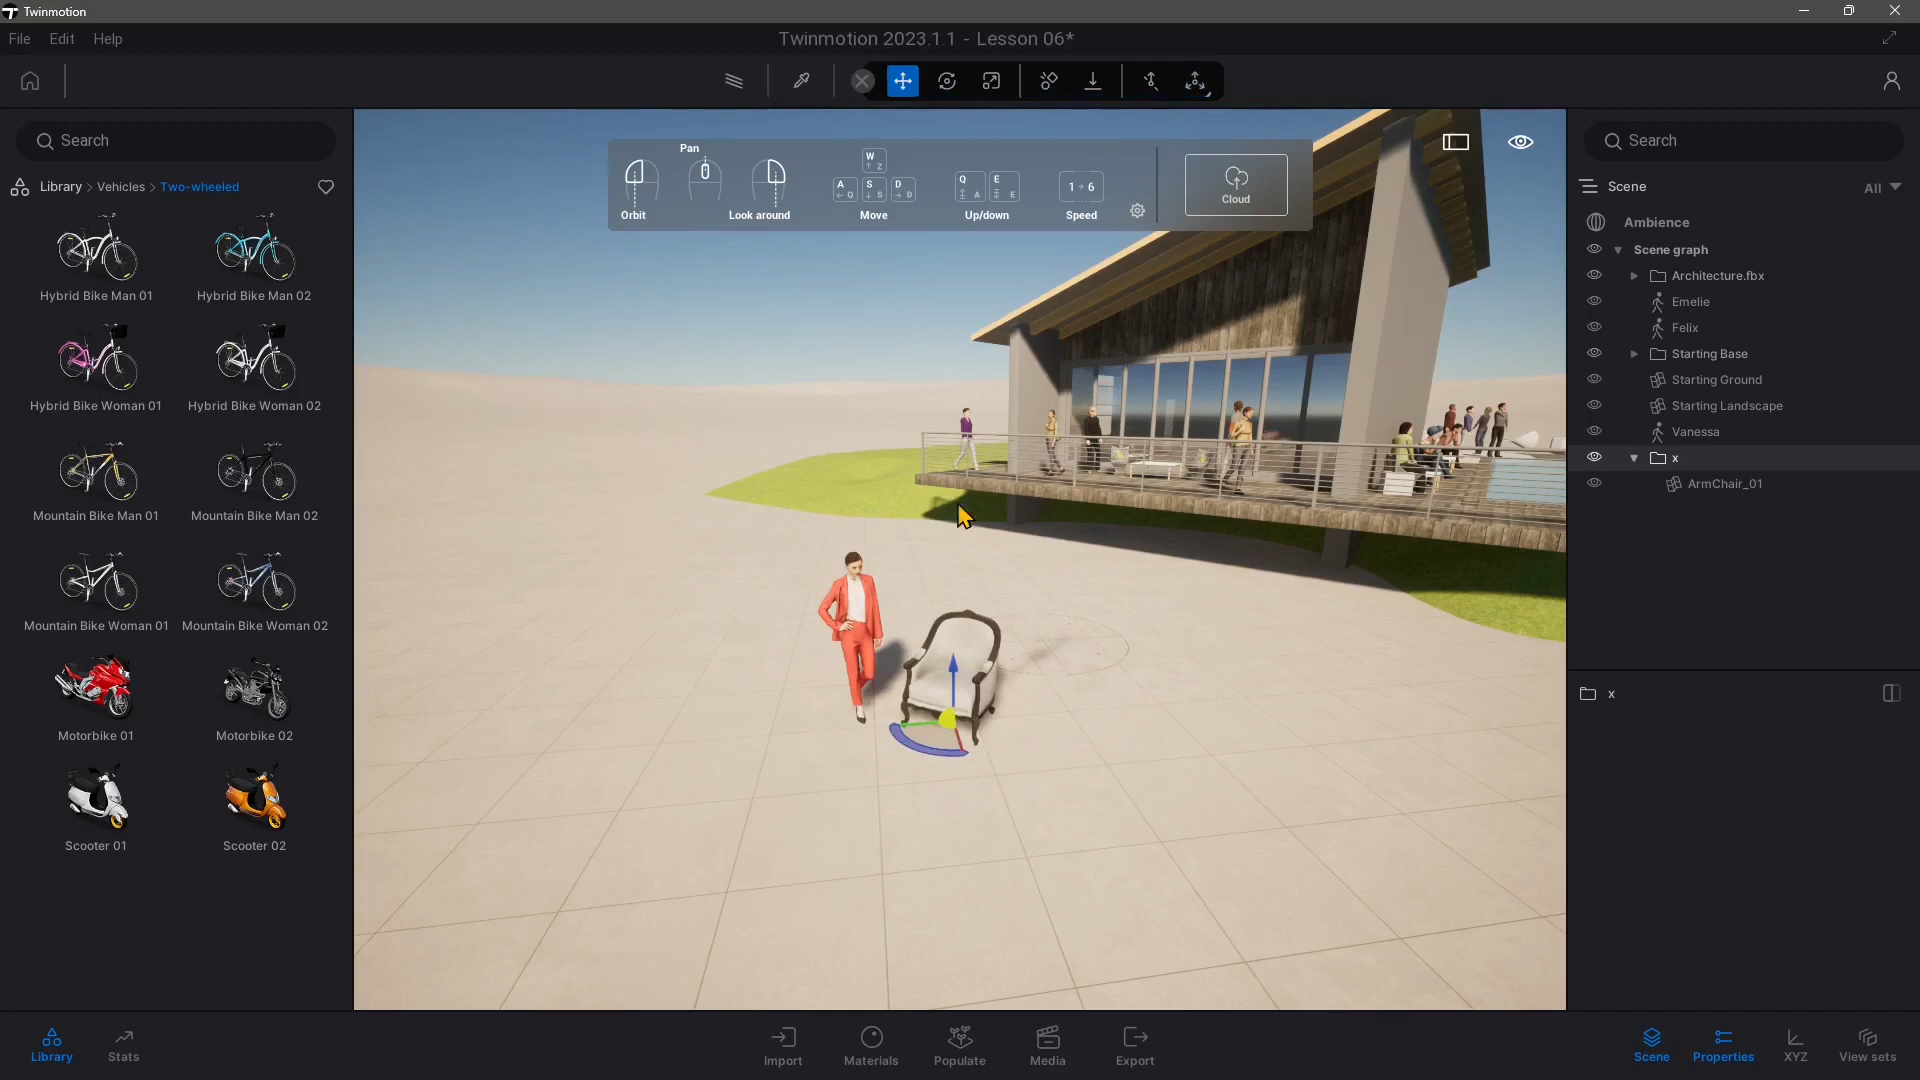 Twinmotion
File Edit Help
Twinmotion 2023.1.1 - Lesson 06*
Search
Library > Vehicles > Two-wheeled
Hybrid Bike Man 01
Hybrid Bike Man 02
Hybrid Bike Woman 01
Hybrid Bike Woman 02
Mountain Bike Man 01
Mountain Bike Man 02
Mountain Bike Woman 01
Mountain Bike Woman 02
Motorbike 01
Motorbike 02
Scooter 01
Scooter 02
Pan
Orbit
Look around
W
Z
A S D
Q S D
Move
Q E
A E
Up/down
1 6
Speed
Cloud
Search
Scene
All
Ambience
Scene graph
Architecture.fbx
Emelie
Felix
Starting Base
Starting Ground
Starting Landscape
Vanessa
x
ArmChair_01
x
Library
Stats
Import
Materials
Populate
Media
Export
Scene
Properties
XYZ
View sets